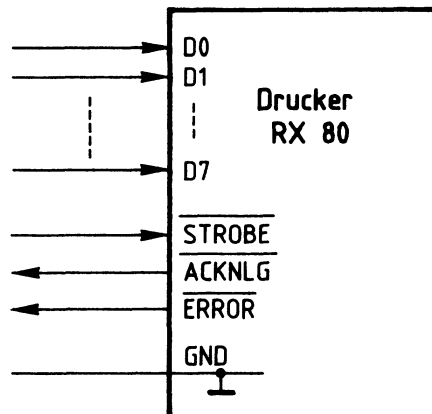 D0
D1
Drucker
RX 80
D7
STROBE
ACKNLG
ERROR
GND